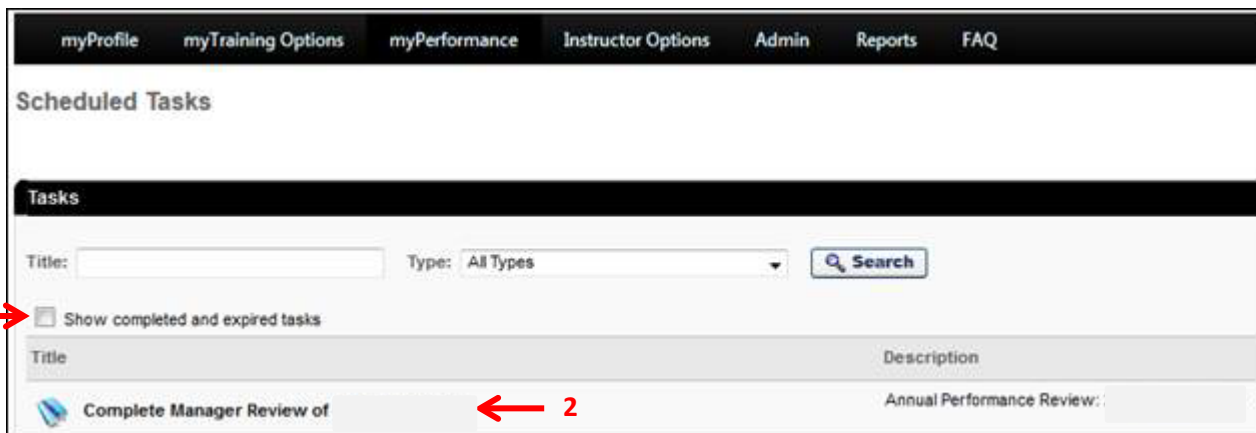 myProfile myTraining Options myPerformance Instructor Options Admin Reports FAQ
Scheduled Tasks
Tasks
Title: Type: All Types Search
Show completed and expired tasks
Title Description
Complete Manager Review of 2 Annual Performance Review: